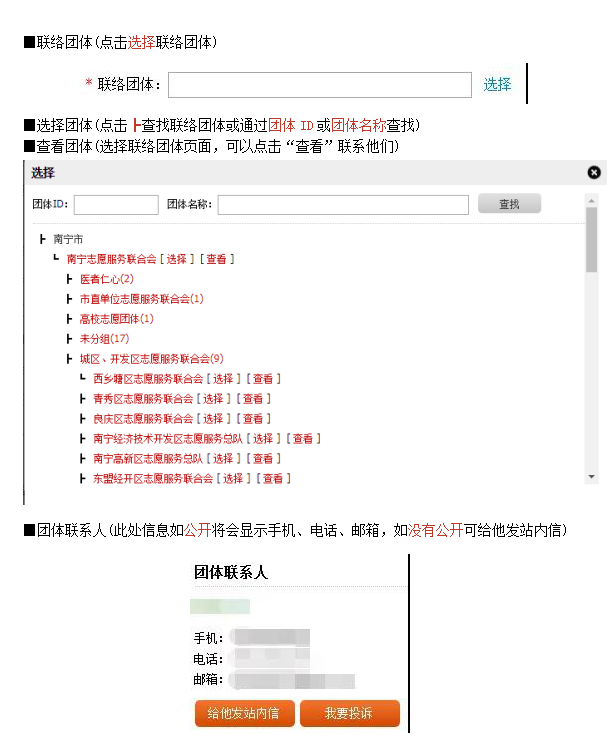 ■联络团体(点击选择联络团体)
* 联络团体： 选择
■选择团体(点击┣查找联络团体或通过团体 ID 或团体名称查找)
■查看团体(选择联络团体页面，可以点击“查看”联系他们)
选择
团体ID： 团体名称： 查找
┣ 南宁市
┗ 南宁志愿服务联合会 [ 选择 ] [ 查看 ]
┣ 医者仁心(2)
┣ 市直单位志愿服务联合会(1)
┣ 高校志愿团体(1)
┣ 未分组(17)
┣ 城区、开发区志愿服务联合会(9)
┗ 西乡塘区志愿服务联合会 [ 选择 ] [ 查看 ]
┣ 青秀区志愿服务联合会 [ 选择 ] [ 查看 ]
┣ 良庆区志愿服务联合会 [ 选择 ] [ 查看 ]
┣ 南宁经济技术开发区志愿服务总队 [ 选择 ] [ 查看 ]
┣ 南宁高新区志愿服务总队 [ 选择 ] [ 查看 ]
┣ 东盟经开区志愿服务联合会 [ 选择 ] [ 查看 ]
■团体联系人(此处信息如公开将会显示手机、电话、邮箱，如没有公开可给他发站内信)
团体联系人
手机：
电话：
邮箱：
给他发站内信 我要投诉